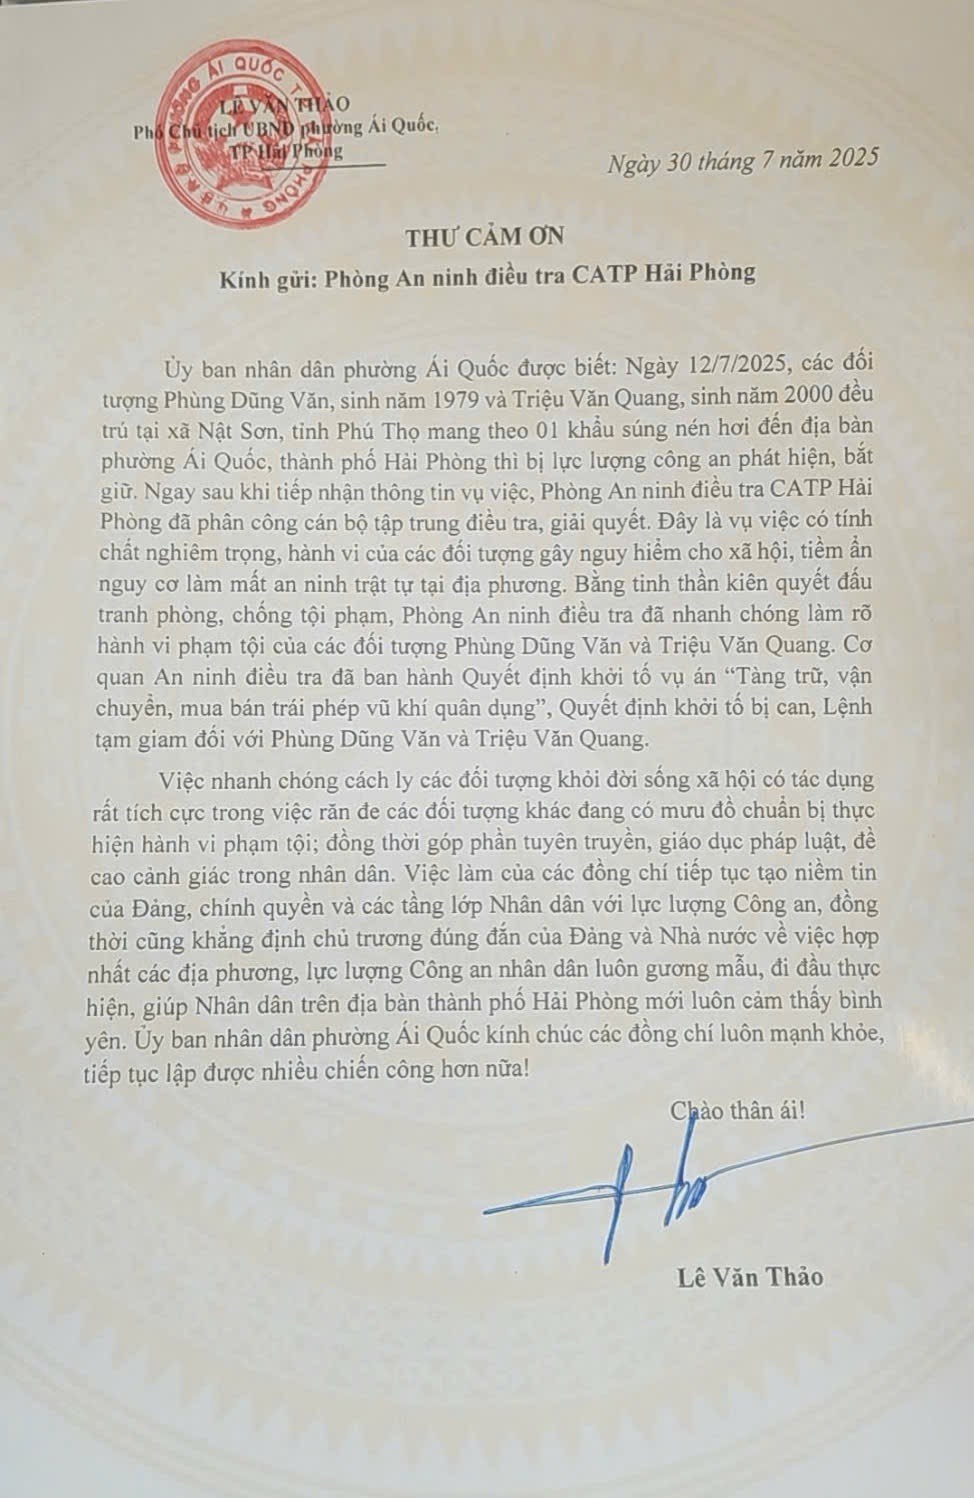 LÊ VĂN THẢO
Phó Chủ tịch UBND phường Ái Quốc,
TP Hải Phòng
Ngày 30 tháng 7 năm 2025
THƯ CẢM ƠN
Kính gửi: Phòng An ninh điều tra CATP Hải Phòng
Ủy ban nhân dân phường Ái Quốc được biết: Ngày 12/7/2025, các đối
tượng Phùng Dũng Văn, sinh năm 1979 và Triệu Văn Quang, sinh năm 2000 đều
trú tại xã Nật Sơn, tỉnh Phú Thọ mang theo 01 khẩu súng nén hơi đến địa bàn
phường Ái Quốc, thành phố Hải Phòng thì bị lực lượng công an phát hiện, bắt
giữ. Ngay sau khi tiếp nhận thông tin vụ việc, Phòng An ninh điều tra CATP Hải
Phòng đã phân công cán bộ tập trung điều tra, giải quyết. Đây là vụ việc có tính
chất nghiêm trọng, hành vi của các đối tượng gây nguy hiểm cho xã hội, tiềm ẩn
nguy cơ làm mất an ninh trật tự tại địa phương. Bằng tinh thần kiên quyết đấu
tranh phòng, chống tội phạm, Phòng An ninh điều tra đã nhanh chóng làm rõ
hành vi phạm tội của các đối tượng Phùng Dũng Văn và Triệu Văn Quang. Cơ
quan An ninh điều tra đã ban hành Quyết định khởi tố vụ án “Tàng trữ, vận
chuyển, mua bán trái phép vũ khí quân dụng”, Quyết định khởi tố bị can, Lệnh
tạm giam đối với Phùng Dũng Văn và Triệu Văn Quang.
Việc nhanh chóng cách ly các đối tượng khỏi đời sống xã hội có tác dụng
rất tích cực trong việc răn đe các đối tượng khác đang có mưu đồ chuẩn bị thực
hiện hành vi phạm tội; đồng thời góp phần tuyên truyền, giáo dục pháp luật, đề
cao cảnh giác trong nhân dân. Việc làm của các đồng chí tiếp tục tạo niềm tin
của Đảng, chính quyền và các tầng lớp Nhân dân với lực lượng Công an, đồng
thời cũng khẳng định chủ trương đúng đắn của Đảng và Nhà nước về việc hợp
nhất các địa phương, lực lượng Công an nhân dân luôn gương mẫu, đi đầu thực
hiện, giúp Nhân dân trên địa bàn thành phố Hải Phòng mới luôn cảm thấy bình
yên. Ủy ban nhân dân phường Ái Quốc kính chúc các đồng chí luôn mạnh khỏe,
tiếp tục lập được nhiều chiến công hơn nữa!
Chào thân ái!
Lê Văn Thảo